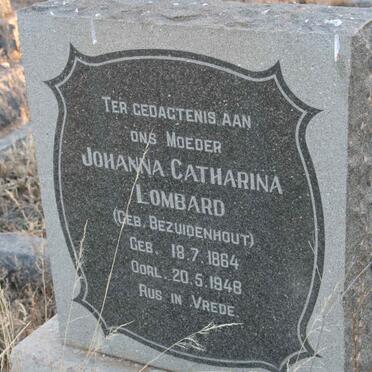 TER GEDACTENIS AAN
ONS MOEDER
JOHANNA CATHARINA
LOMBARD
(GEB. BEZUIDENHOUT)
GEB. 18.7.1864
OORL. 20.5.1948
RUS IN VREDE